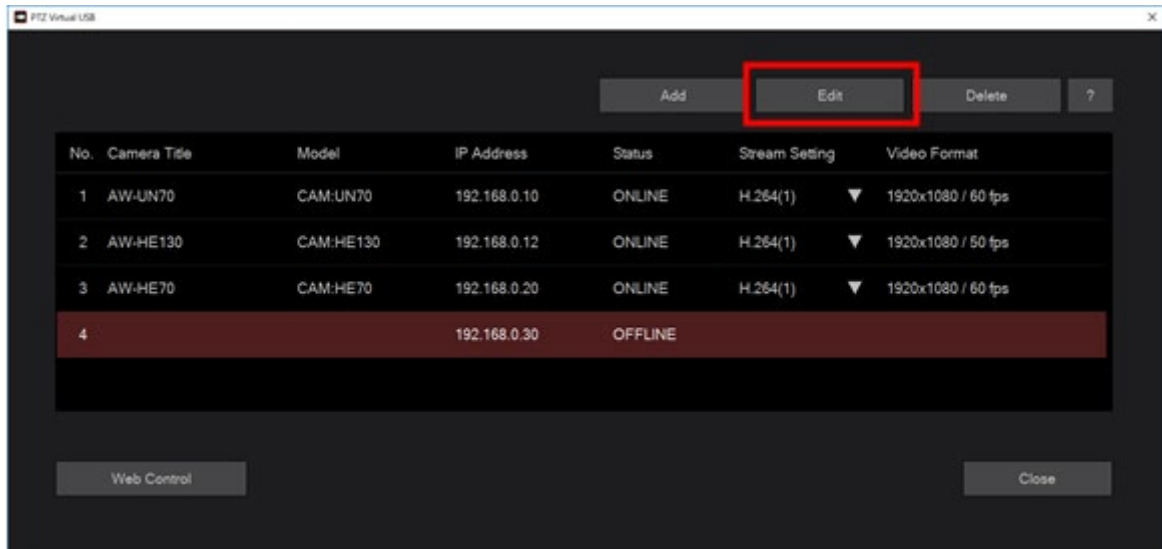 PTZ Virtual USB
Add Edit Delete ?
No. Camera Title Model IP Address Status Stream Setting Video Format
1 AW-UN70 CAM:UN70 192.168.0.10 ONLINE H.264(1) ▼ 1920x1080 / 60 fps
2 AW-HE130 CAM:HE130 192.168.0.12 ONLINE H.264(1) ▼ 1920x1080 / 50 fps
3 AW-HE70 CAM:HE70 192.168.0.20 ONLINE H.264(1) ▼ 1920x1080 / 60 fps
4 192.168.0.30 OFFLINE
Web Control Close